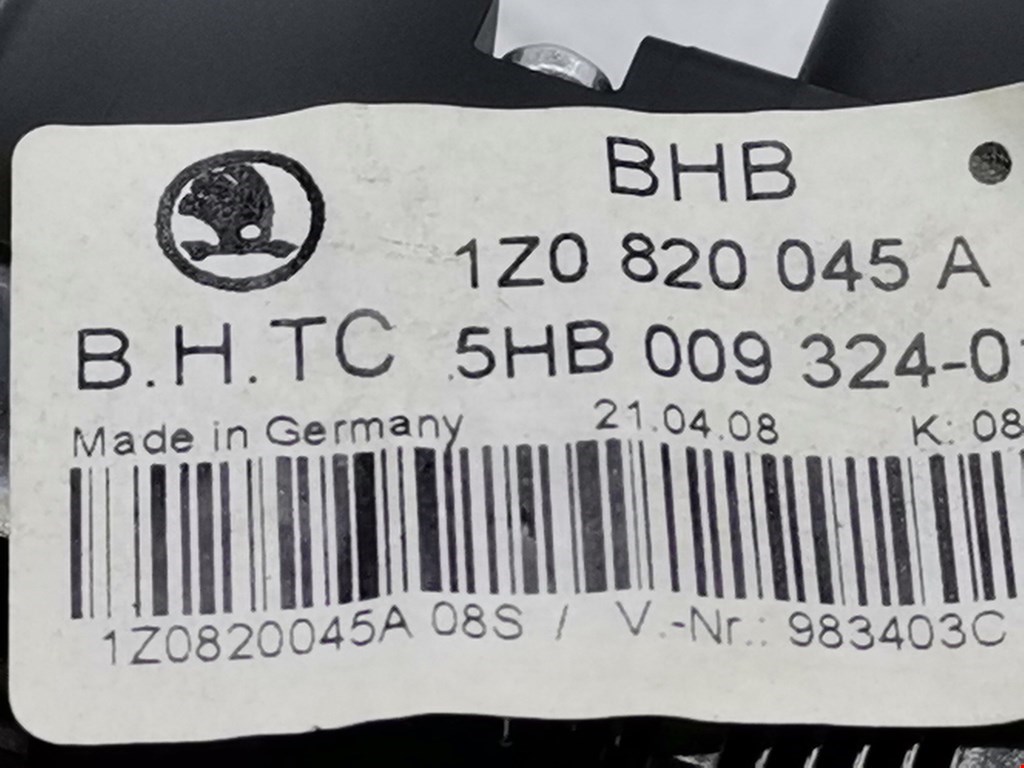 BHB
1Z0 820 045 A
B.H.TC 5HB 009 324-0
Made in Germany 21.04.08 K: 08
1Z0820045A 08S / V.-Nr.: 983403C